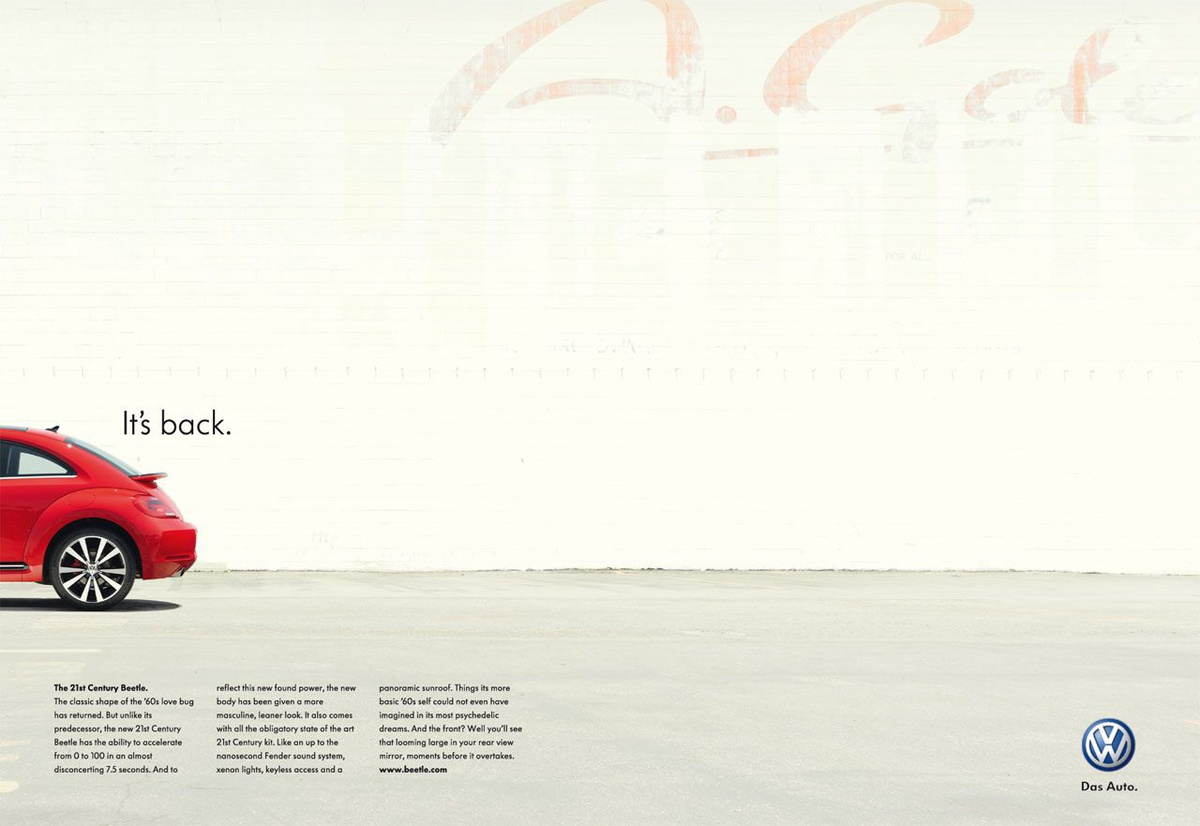 It's back.
The 21st Century Beetle.
The classic shape of the '60s love bug
has returned. But unlike its
predecessor, the new 21st Century
Beetle has the ability to accelerate
from 0 to 100 in an almost
disconcerting 7.5 seconds. And to
reflect this new found power, the new
body has been given a more
masculine, leaner look. It also comes
with all the obligatory state of the art
21st Century kit. Like an up to the
nanosecond Fender sound system,
xenon lights, keyless access and a
panoramic sunroof. Things its more
basic '60s self could not even have
imagined in its most psychedelic
dreams. And the front? Well you'll see
that looming large in your rear view
mirror, moments before it overtakes.
www.beetle.com
VW
Das Auto.